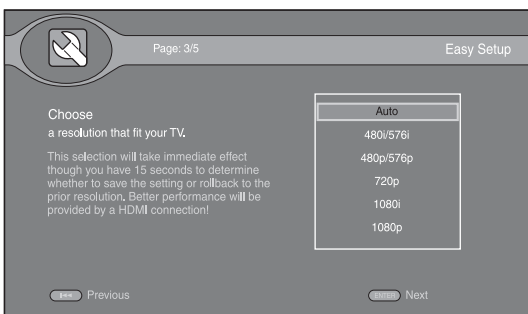 Page: 3/5
Easy Setup
Choose
a resolution that fit your TV.
This selection will take immediate effect
though you have 15 seconds to determine
whether to save the setting or rollback to the
prior resolution. Better performance will be
provided by a HDMI connection!
Auto
480i/576i
480p/576p
720p
1080i
1080p
Previous
ENTER Next